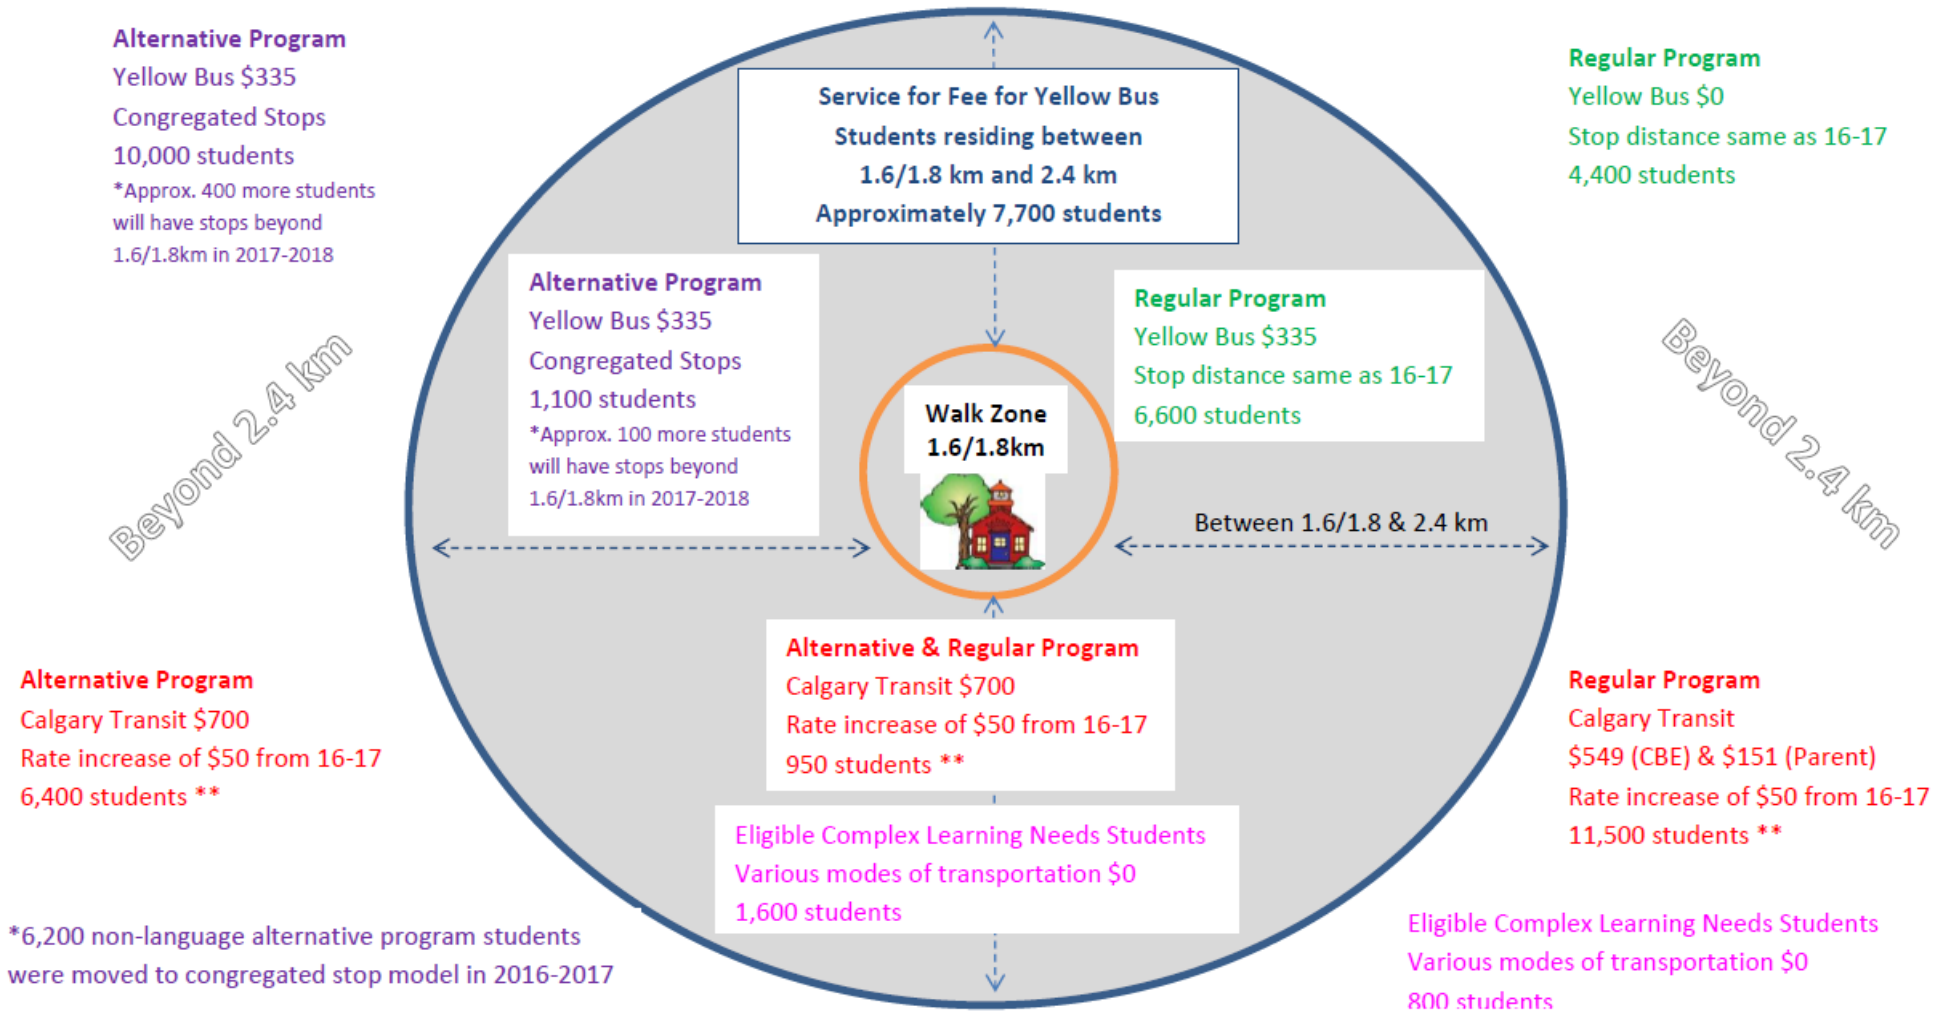 Alternative Program
Yellow Bus $335
Congregated Stops
10,000 students
*Approx. 400 more students
will have stops beyond
1.6/1.8km in 2017-2018
Service for Fee for Yellow Bus
Students residing between
1.6/1.8 km and 2.4 km
Approximately 7,700 students
Regular Program
Yellow Bus $0
Stop distance same as 16-17
4,400 students
Alternative Program
Yellow Bus $335
Congregated Stops
1,100 students
*Approx. 100 more students
will have stops beyond
1.6/1.8km in 2017-2018
Regular Program
Yellow Bus $335
Stop distance same as 16-17
6,600 students
Beyond 2.4 km
Walk Zone
1.6/1.8km
Beyond 2.4 km
Between 1.6/1.8 & 2.4 km
Alternative Program
Calgary Transit $700
Rate increase of $50 from 16-17
6,400 students **
Alternative & Regular Program
Calgary Transit $700
Rate increase of $50 from 16-17
950 students **
Regular Program
Calgary Transit
$549 (CBE) & $151 (Parent)
Rate increase of $50 from 16-17
11,500 students **
Eligible Complex Learning Needs Students
Various modes of transportation $0
1,600 students
*6,200 non-language alternative program students
were moved to congregated stop model in 2016-2017
Eligible Complex Learning Needs Students
Various modes of transportation $0
800 students